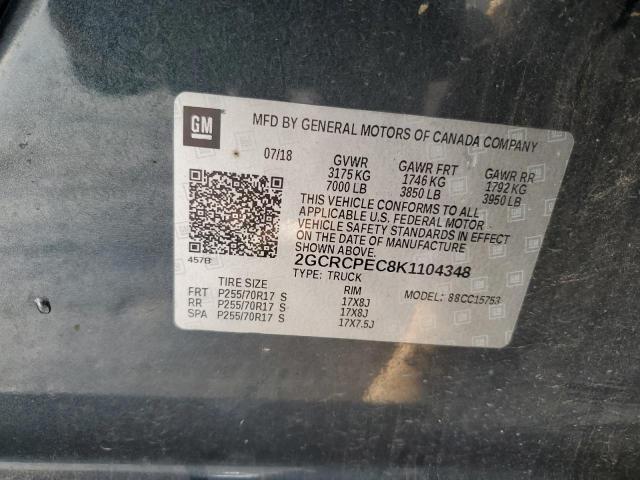 GM
MFD BY GENERAL MOTORS OF CANADA COMPANY
07/18 GVWR GAWR FRT GAWR RR
3175 KG 1746 KG 1792 KG
7000 LB 3850 LB 3950 LB
THIS VEHICLE CONFORMS TO ALL
APPLICABLE U.S. FEDERAL MOTOR
VEHICLE SAFETY STANDARDS IN EFFECT
ON THE DATE OF MANUFACTURE
SHOWN ABOVE.
457B 2GCRCPEC8K1104348
TYPE: TRUCK
TIRE SIZE RIM MODEL: 88CC15753
FRT P255/70R17 S 17X8J
RR P255/70R17 S 17X8J
SPA P255/70R17 S 17X7.5J